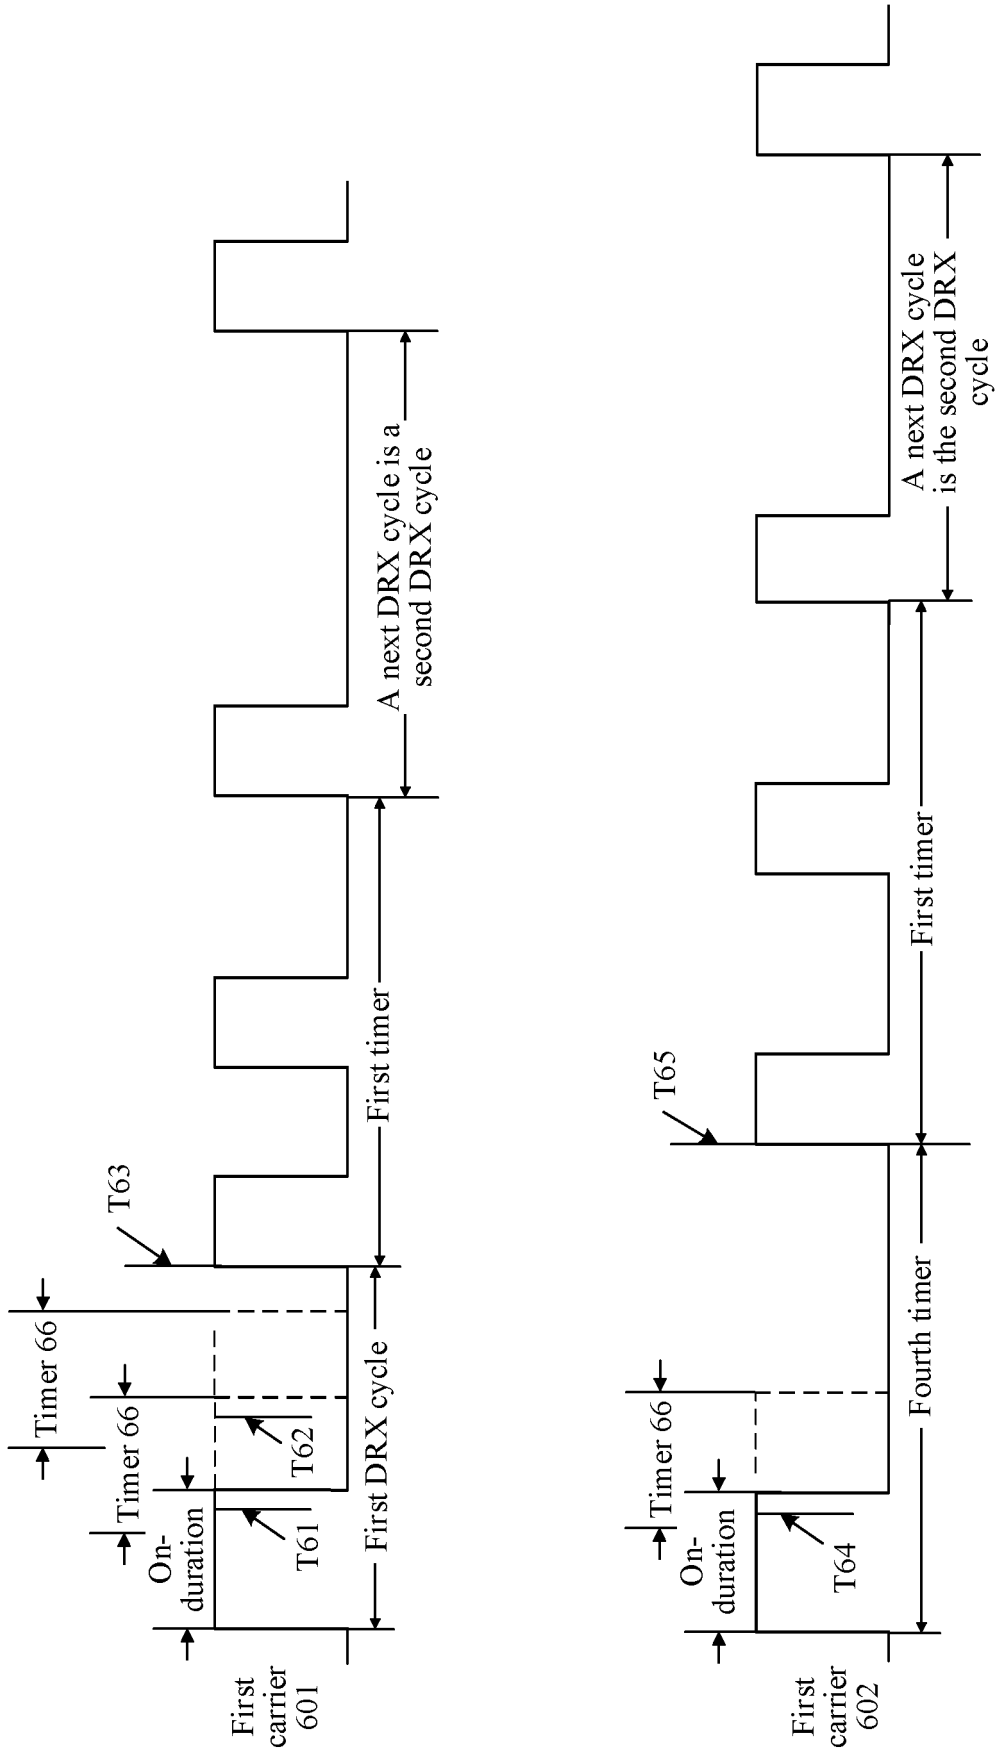 First
carrier
601
On-
duration
Timer 66
Timer 66
T61
T62
T63
First DRX cycle
First timer
A next DRX cycle is a
second DRX cycle
First
carrier
602
On-
duration
Timer 66
T64
T65
Fourth timer
First timer
A next DRX cycle
is the second DRX
cycle